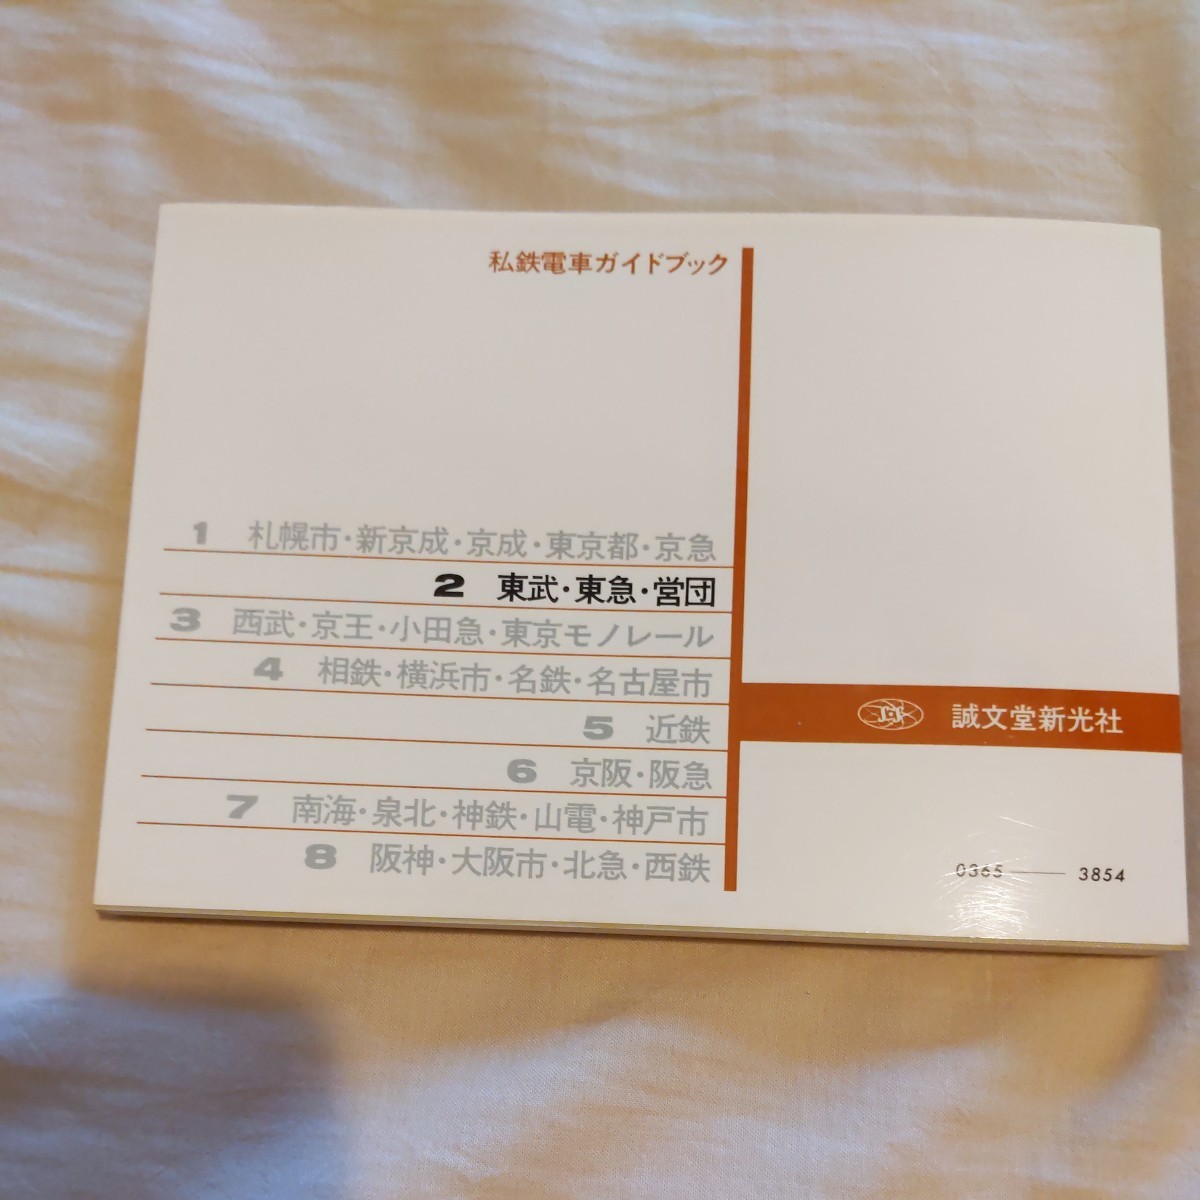 私鉄電車ガイドブック
1 札幌市・新京成・京成・東京都・京急
2 東武・東急・営団
3 西武・京王・小田急・東京モノレール
4 相鉄・横浜市・名鉄・名古屋市
5 近鉄
6 京阪・阪急
7 南海・泉北・神鉄・山電・神戸市
8 阪神・大阪市・北急・西鉄
誠文堂新光社
0365——3854